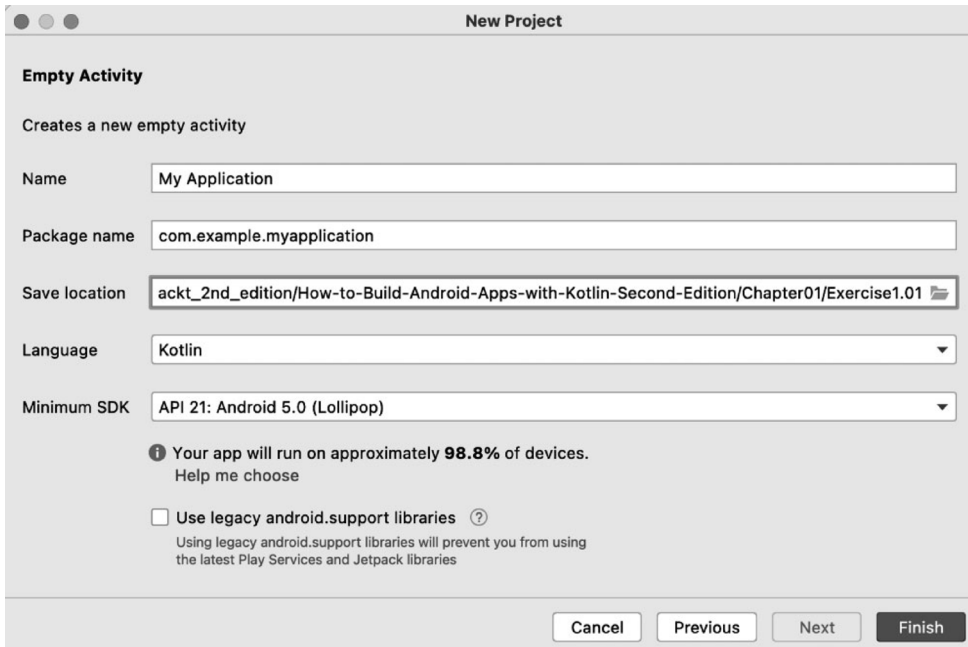 New Project
Empty Activity
Creates a new empty activity
Name My Application
Package name com.example.myapplication
Save location ackt_2nd_edition/How-to-Build-Android-Apps-with-Kotlin-Second-Edition/Chapter01/Exercise1.01
Language Kotlin
Minimum SDK API 21: Android 5.0 (Lollipop)
Your app will run on approximately 98.8% of devices.
Help me choose
Use legacy android.support libraries ?
Using legacy android.support libraries will prevent you from using
the latest Play Services and Jetpack libraries
Cancel Previous Next Finish